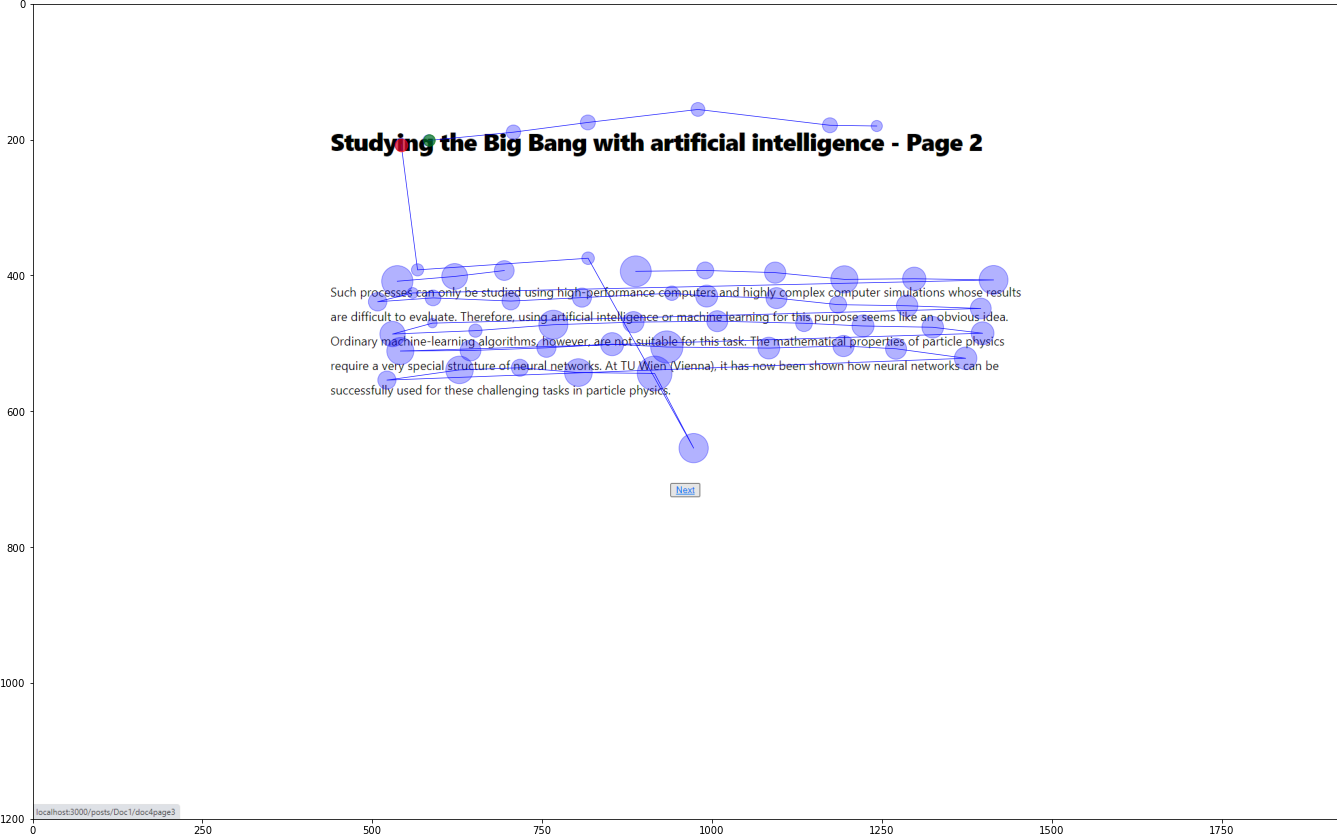 0
200
400
600
800
1000
1200
Studying the Big Bang with artificial intelligence - Page 2
Such processes can only be studied using high-performance computers and highly complex computer simulations whose results
are difficult to evaluate. Therefore, using artificial intelligence or machine learning for this purpose seems like an obvious idea.
Ordinary machine-learning algorithms, however, are not suitable for this task. The mathematical properties of particle physics
require a very special structure of neural networks. At TU Wien (Vienna), it has now been shown how neural networks can be
successfully used for these challenging tasks in particle physics.
Next
localhost:3000/posts/Doc1/doc4page3
0 250 500 750 1000 1250 1500 1750